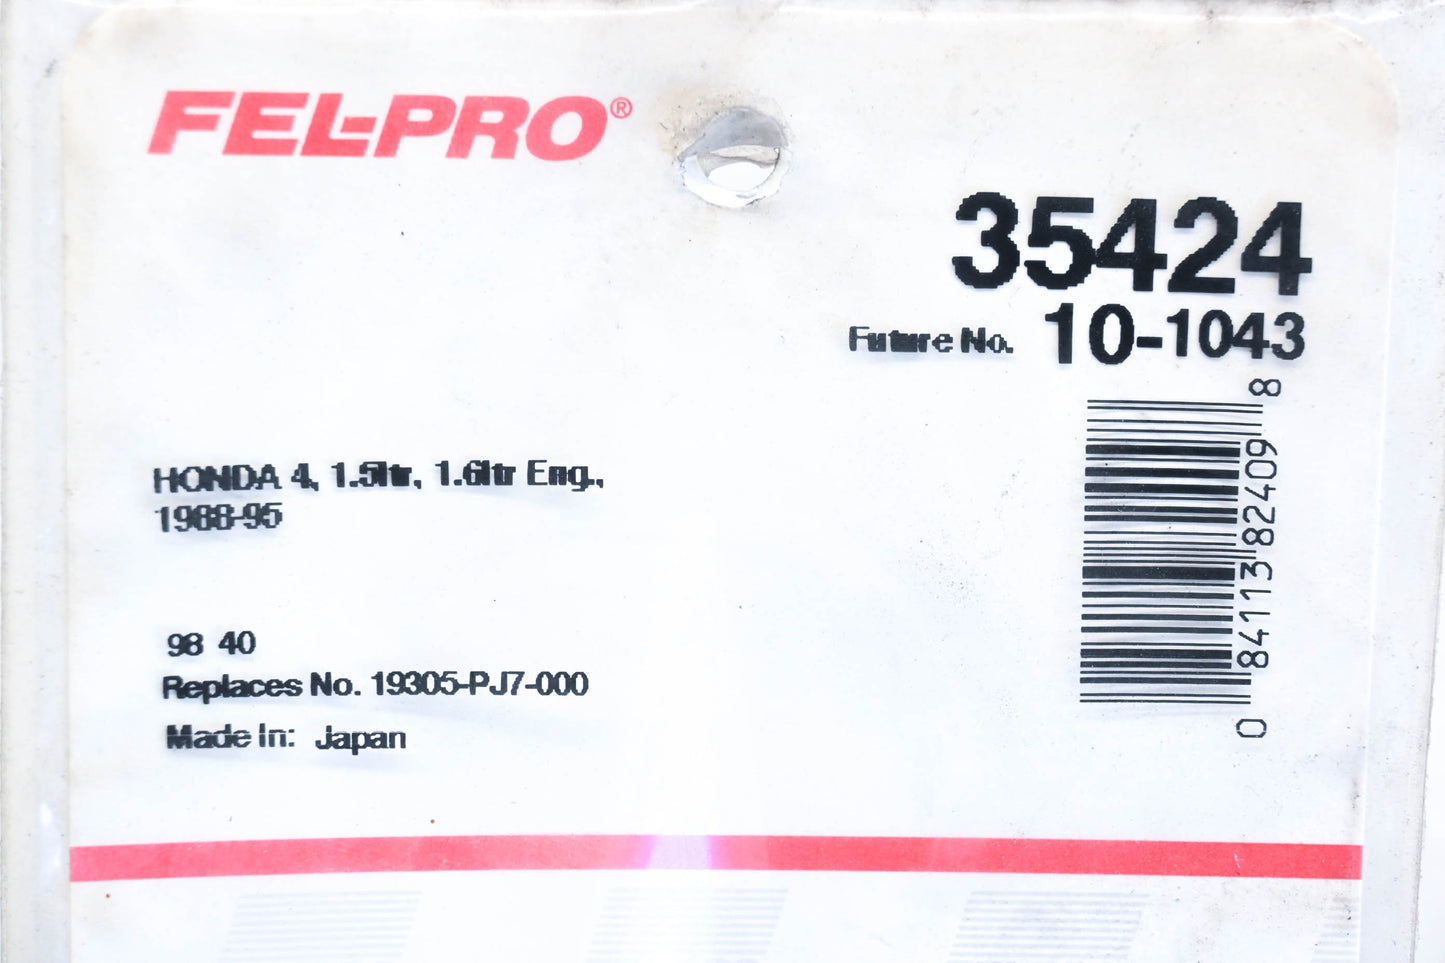 FEL-PRO®
35424
Future No. 10-1043
HONDA 4, 1.5ltr, 1.6ltr Eng.,
1988-95
98 40
Replaces No. 19305-PJ7-000
Made In: Japan
0 84113 82409 8